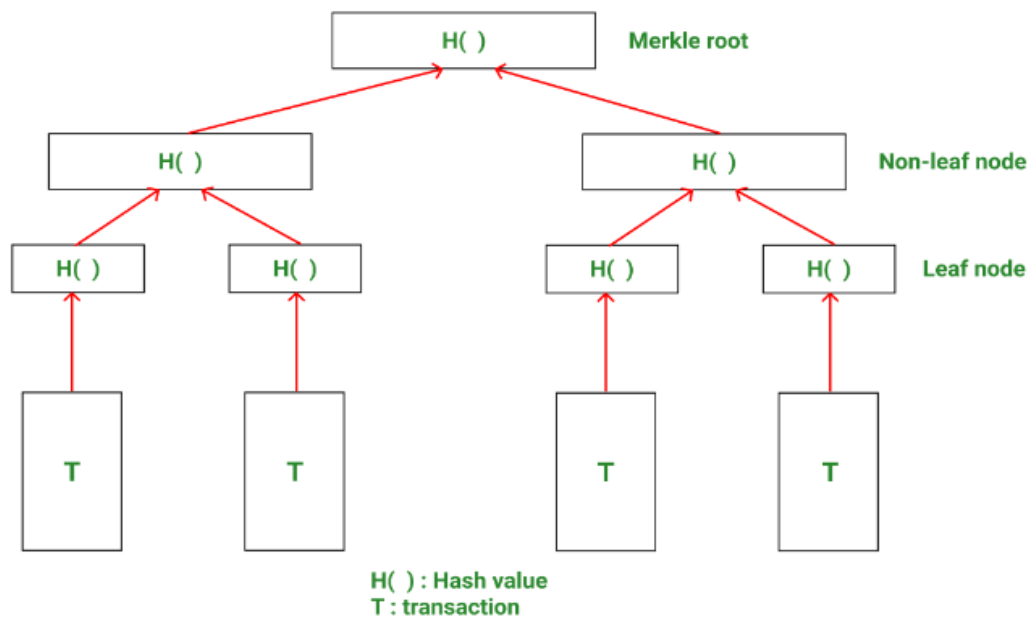 H( ) Merkle root
H( ) H( ) Non-leaf node
H( ) H( ) H( ) H( ) Leaf node
T T T T
H( ) : Hash value
T : transaction